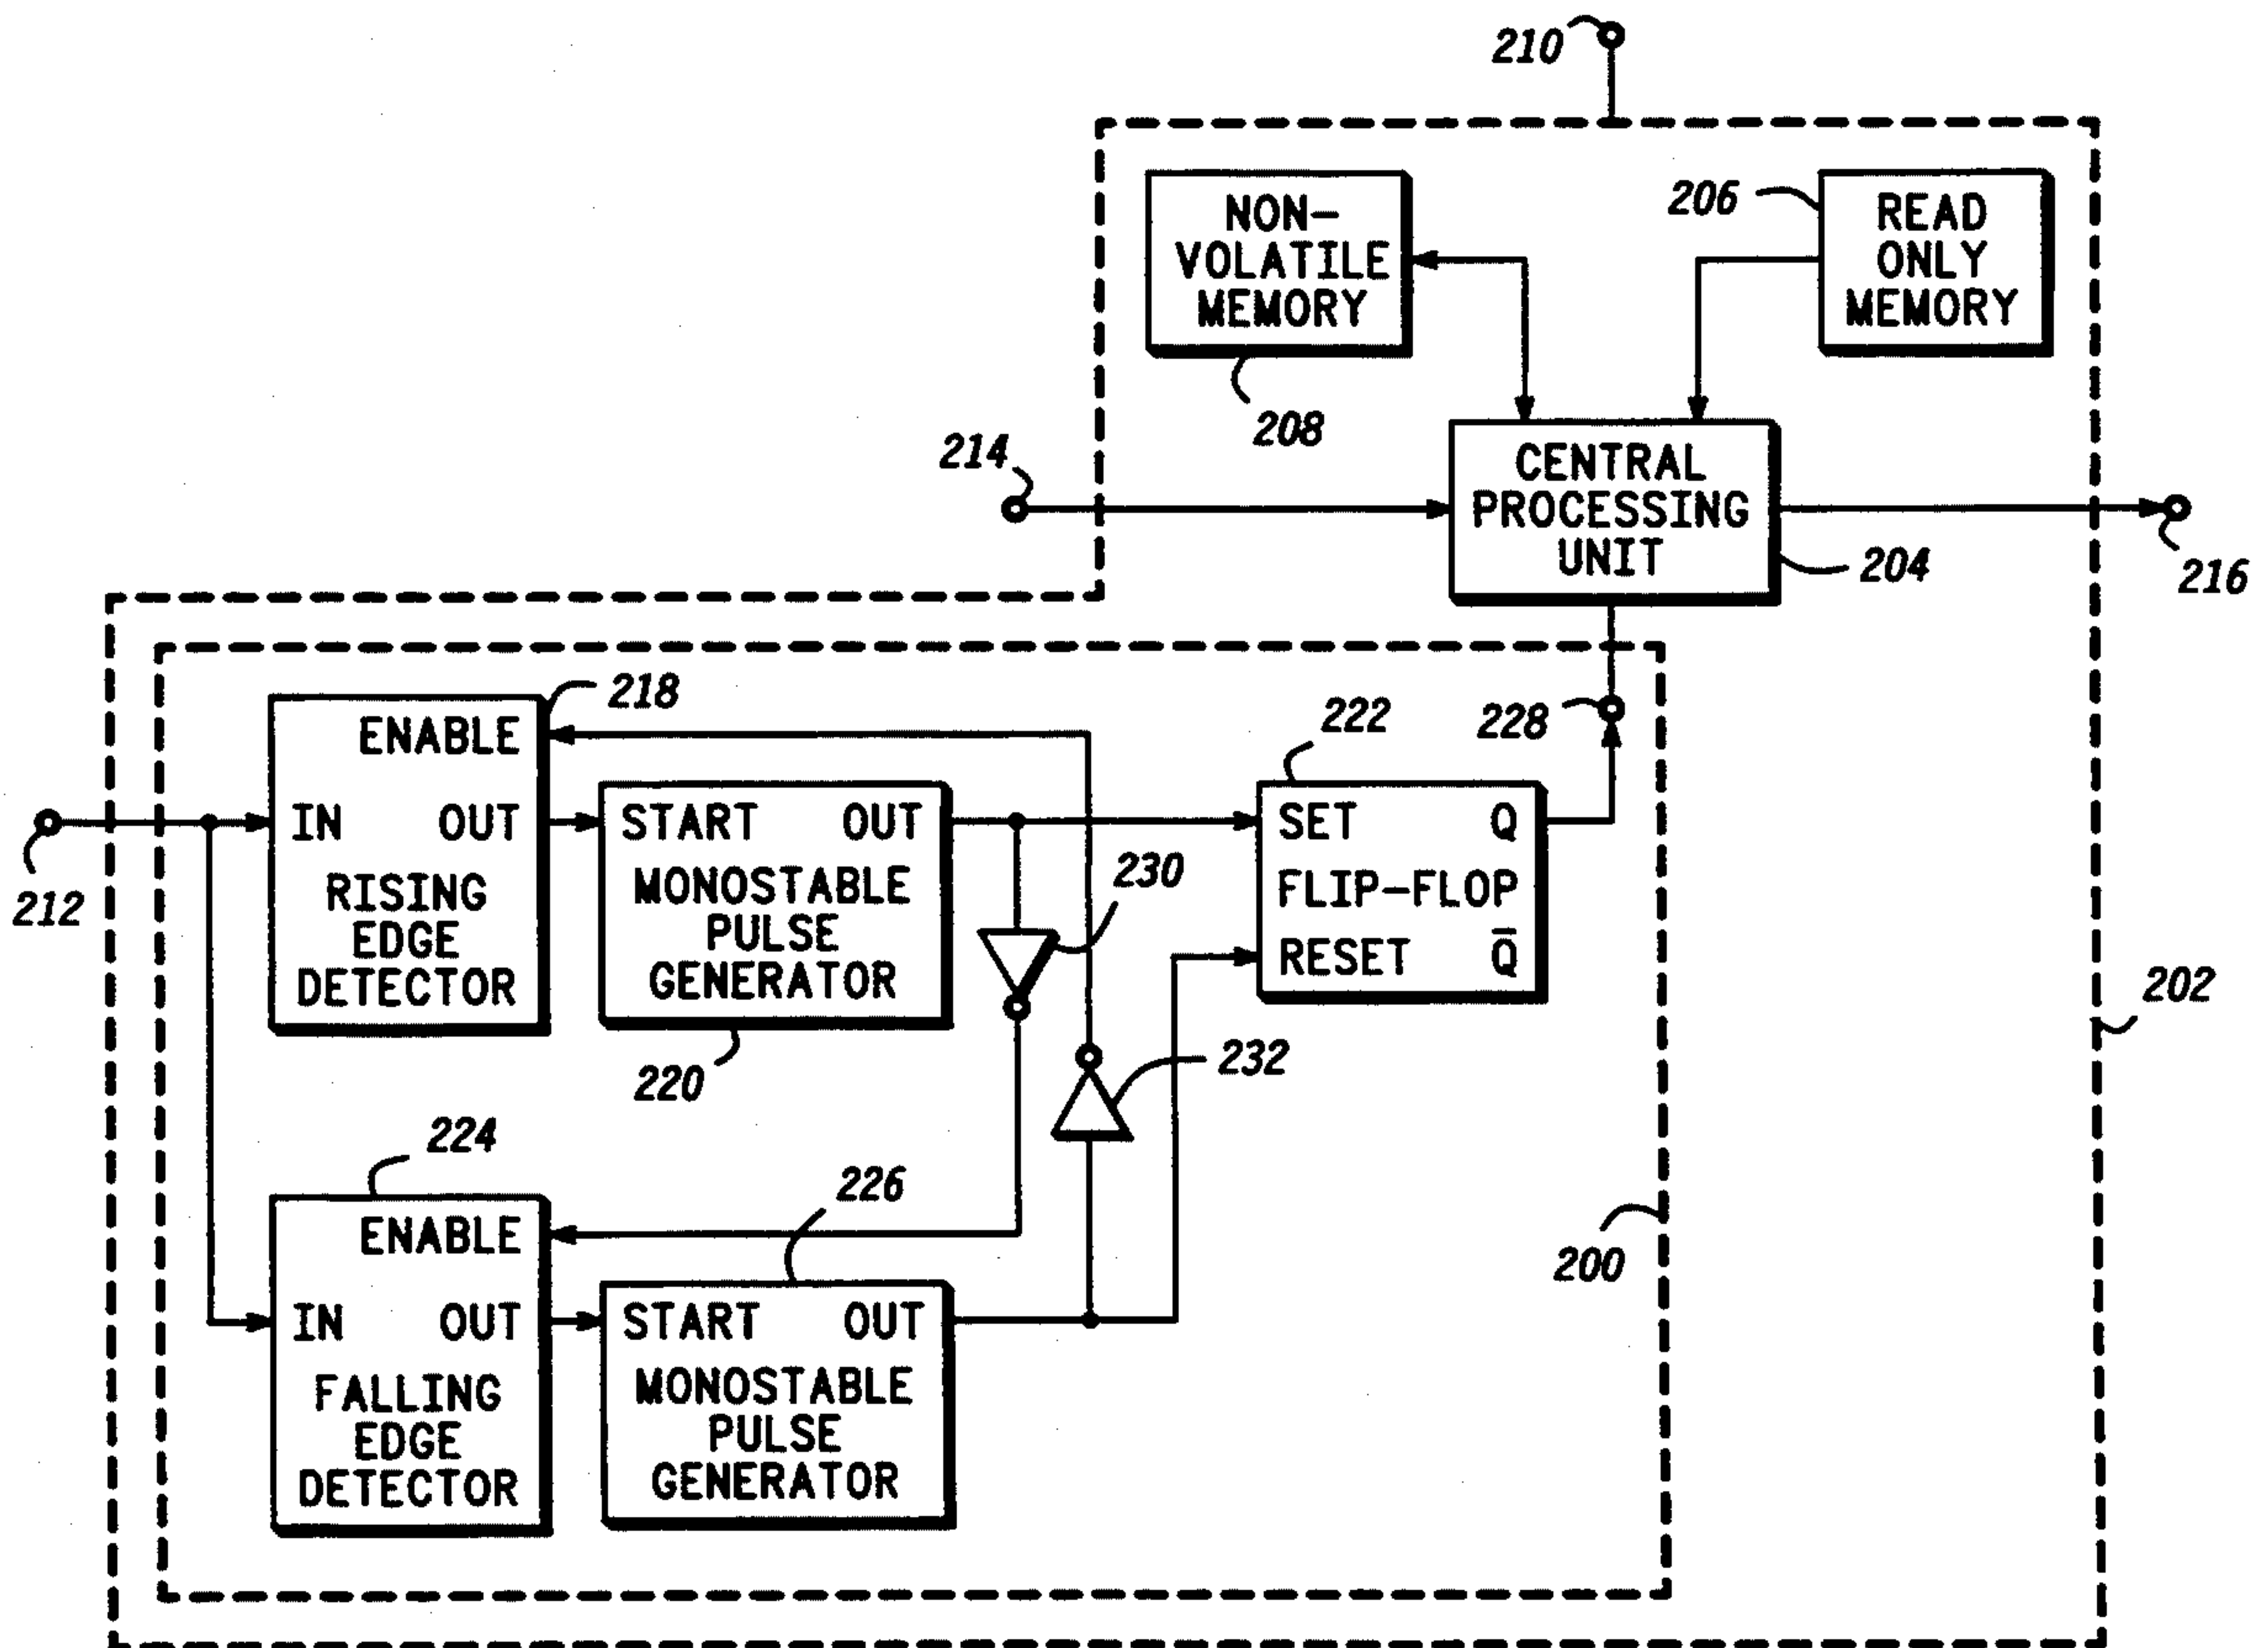 210
NON-
VOLATILE
MEMORY
208
206
READ
ONLY
MEMORY
214
CENTRAL
PROCESSING
UNIT
204
216
218
ENABLE
IN OUT
RISING
EDGE
DETECTOR
212
START OUT
MONOSTABLE
PULSE
GENERATOR
220
230
232
222
228
SET Q
FLIP-FLOP
RESET Q̅
202
224
ENABLE
IN OUT
FALLING
EDGE
DETECTOR
226
START OUT
MONOSTABLE
PULSE
GENERATOR
200